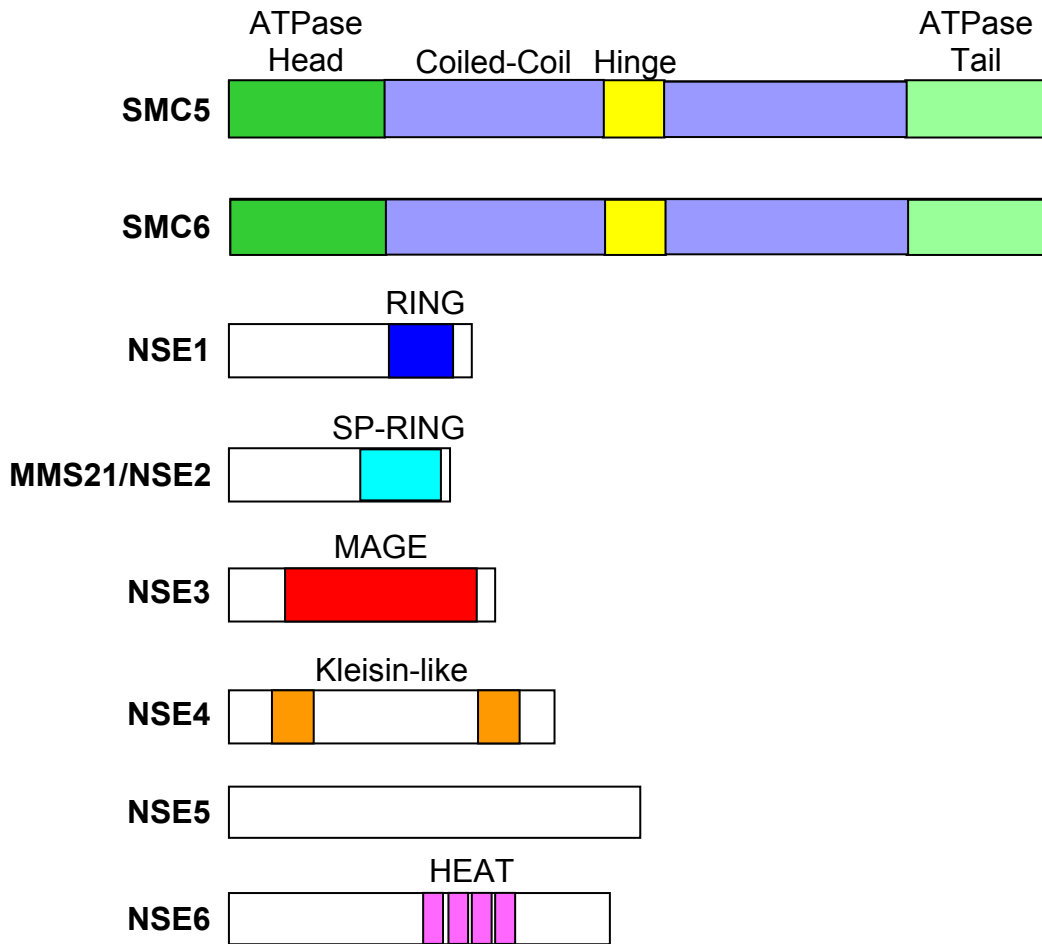 ATPase
Head
Coiled-Coil
Hinge
ATPase
Tail
SMC5
SMC6
RING
NSE1
SP-RING
MMS21/NSE2
MAGE
NSE3
Kleisin-like
NSE4
NSE5
HEAT
NSE6